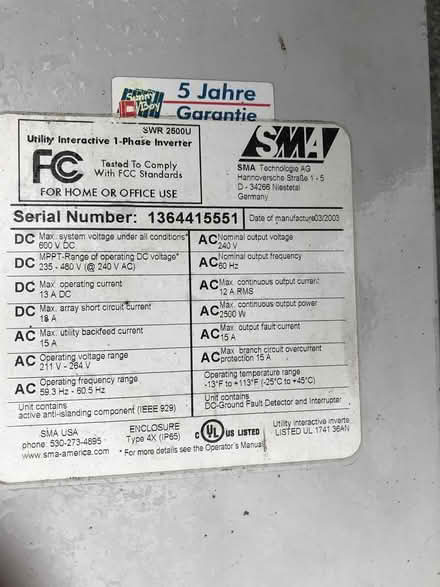 Sunny Boy
5 Jahre
Garantie
SWR 2500U
Utility Interactive 1-Phase Inverter
FC Tested To Comply
With FCC Standards
FOR HOME OR OFFICE USE
SMA
SMA Technologie AG
Hannoversche Straße 1 - 5
D - 34266 Niestetal
Germany
Serial Number: 1364415551
Date of manufacture03/2003
DC Max. system voltage under all conditions*
600 V DC
AC Nominal output voltage
240 V
DC MPPT-Range of operating DC voltage*
235 - 480 V (@ 240 V AC)
AC Nominal output frequency
60 Hz
DC Max. operating current
13 A DC
AC Max. continuous output current
12 A RMS
DC Max. array short circuit current
18 A
AC Max. continuous output power
2500 W
AC Max. utility backfeed current
15 A
AC Max. output fault current
15 A
AC Operating voltage range
211 V - 264 V
AC Max branch circuit overcurrent
protection 15 A
AC Operating frequency range
59.3 Hz - 60.5 Hz
Operating temperature range
-13°F to +113°F (-25°C to +45°C)
Unit contains
active anti-islanding component (IEEE 929)
Unit contains
DC-Ground Fault Detector and Interrupter
SMA USA
phone: 530-273-4895
www.sma-america.com
ENCLOSURE
Type 4X (IP65)
c UL US LISTED
Utility interactive inverte
LISTED UL 1741 36AN
* For more details see the Operator's Manual